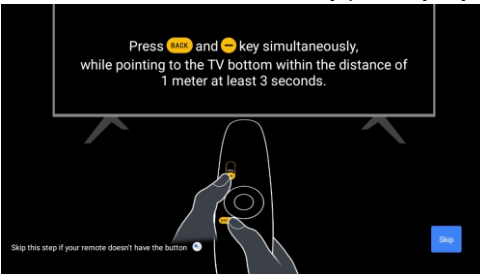 Press BACK and − key simultaneously,
while pointing to the TV bottom within the distance of
1 meter at least 3 seconds.
Skip this step if your remote doesn't have the button
Skip